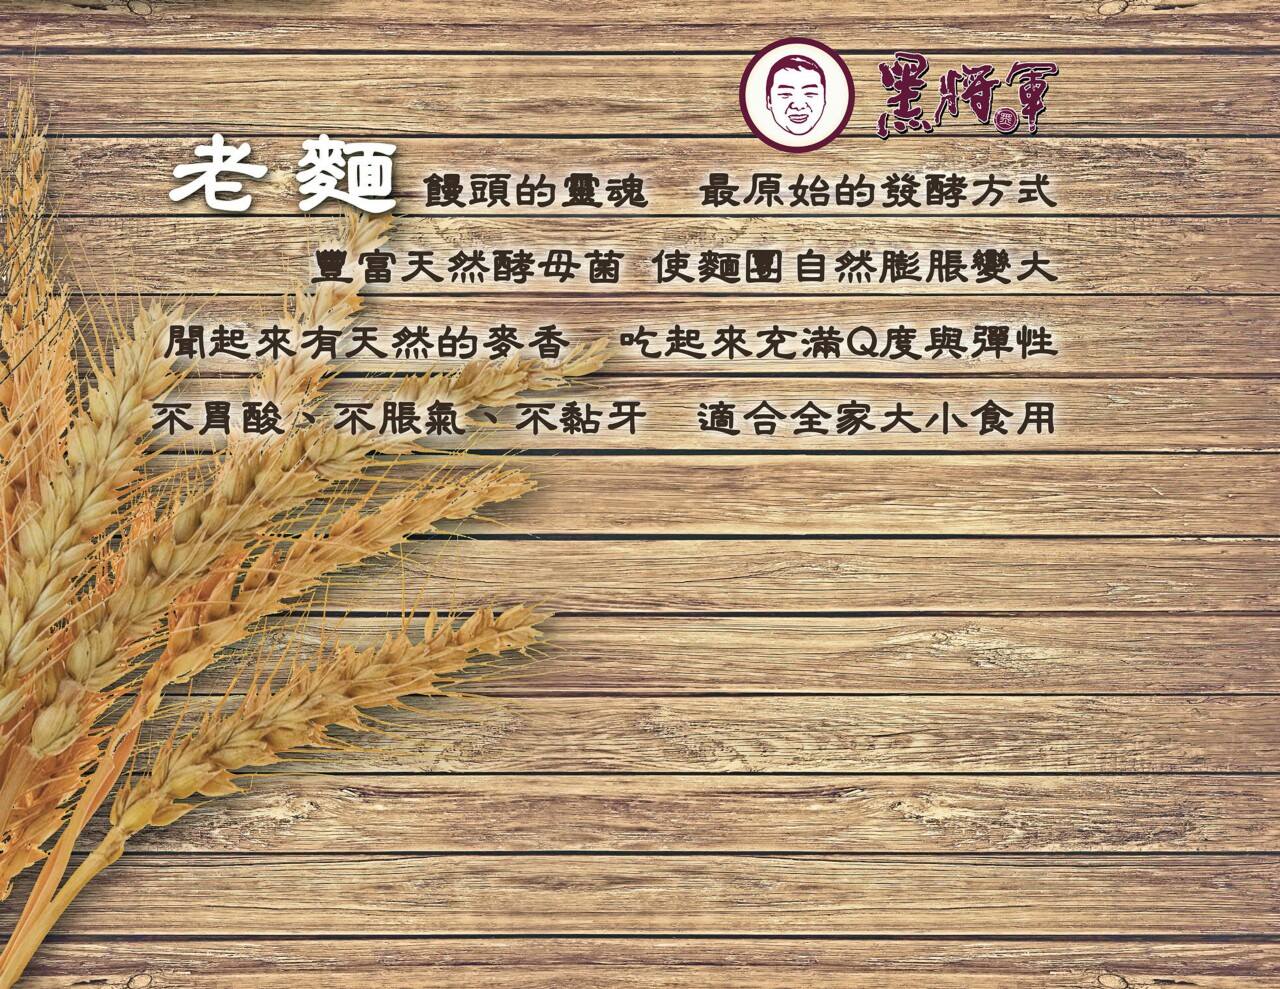 黑將軍
老麵 饅頭的靈魂　最原始的發酵方式
豐富天然酵母菌 使麵團自然膨脹變大
聞起來有天然的麥香　吃起來充滿Q度與彈性
不胃酸、不脹氣、不黏牙　適合全家大小食用